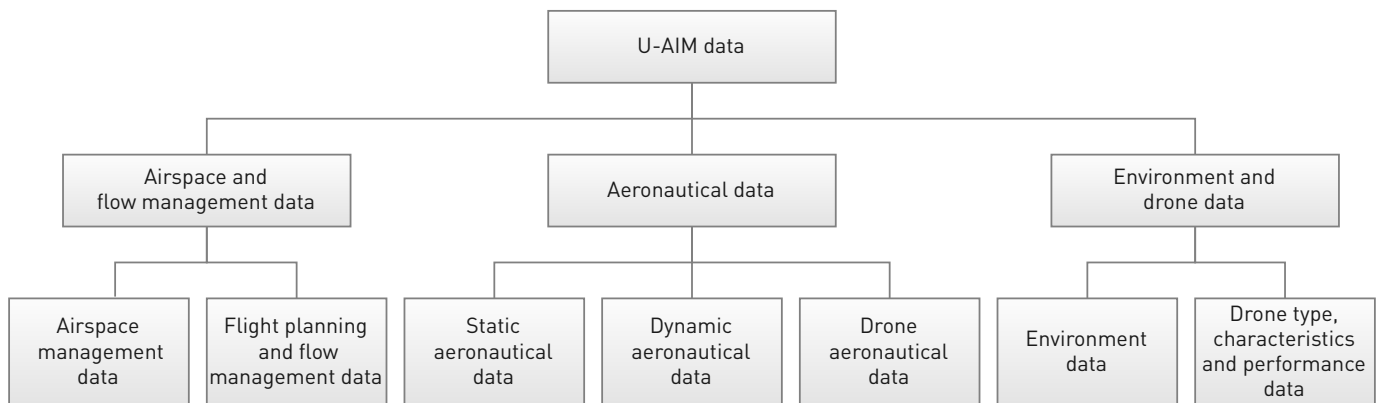 U-AIM data
Airspace and
flow management data
Aeronautical data
Environment and
drone data
Airspace
management
data
Flight planning
and flow
management data
Static
aeronautical
data
Dynamic
aeronautical
data
Drone
aeronautical
data
Environment
data
Drone type,
characteristics
and performance
data